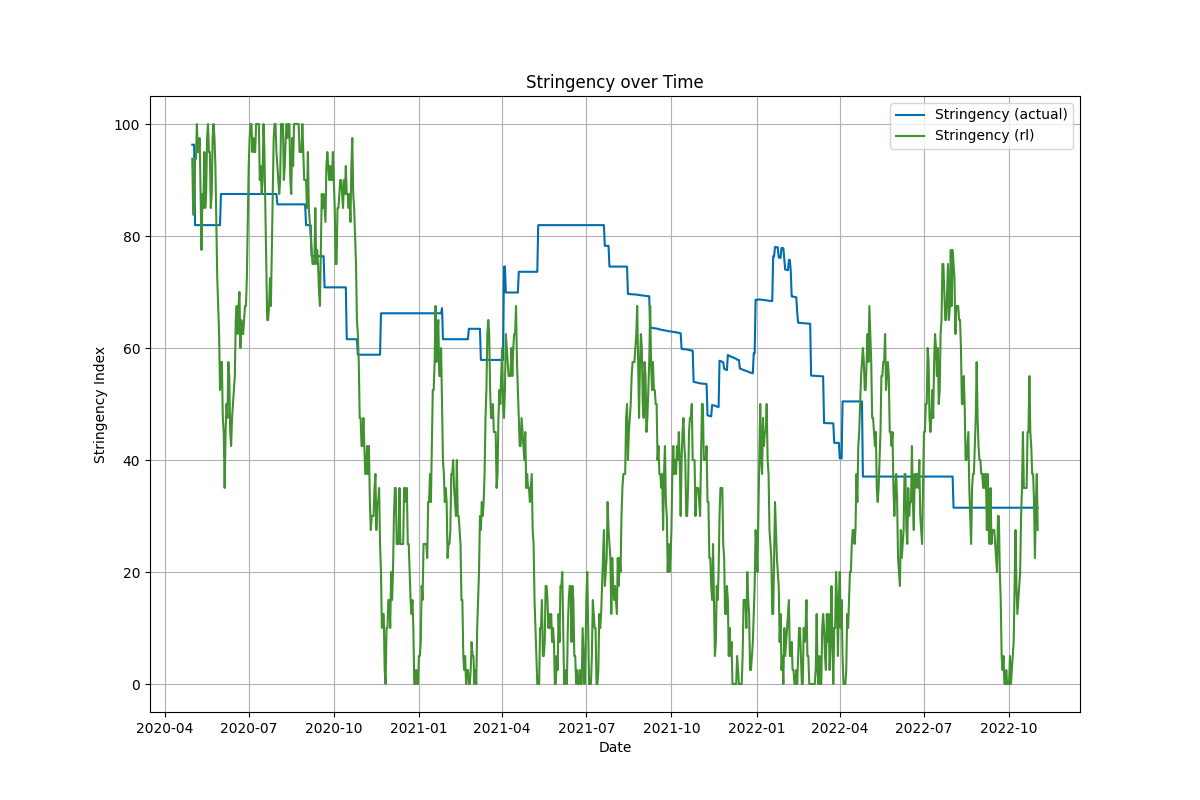 Stringency over Time
Stringency (actual)
Stringency (rl)
Stringency Index
100
80
60
40
20
0
2020-04 2020-07 2020-10 2021-01 2021-04 2021-07 2021-10 2022-01 2022-04 2022-07 2022-10
Date